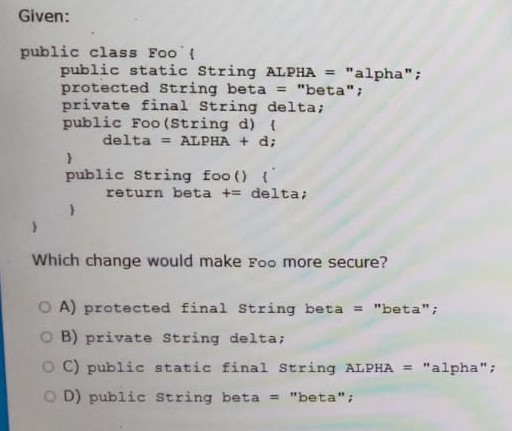 Given:
public class Foo {
public static String ALPHA = "alpha";
protected String beta = "beta";
private final String delta;
public Foo(String d) {
delta = ALPHA + d;
}
public String foo() {
return beta += delta;
}
}
Which change would make Foo more secure?
A) protected final String beta = "beta";
B) private String delta;
C) public static final String ALPHA = "alpha";
D) public String beta = "beta";